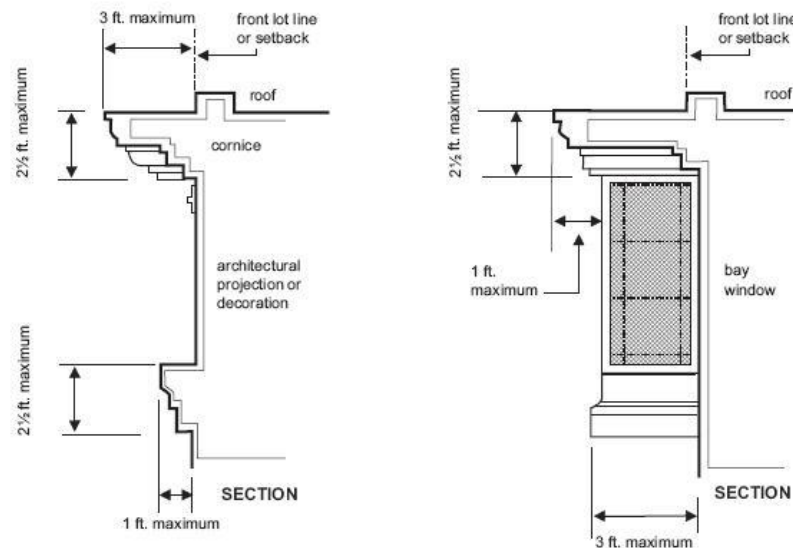 3 ft. maximum
front lot line
or setback
roof
2½ ft. maximum
cornice
architectural
projection or
decoration
2½ ft. maximum
SECTION
1 ft. maximum
front lot line
or setback
roof
2½ ft. maximum
1 ft.
maximum
bay
window
SECTION
3 ft. maximum